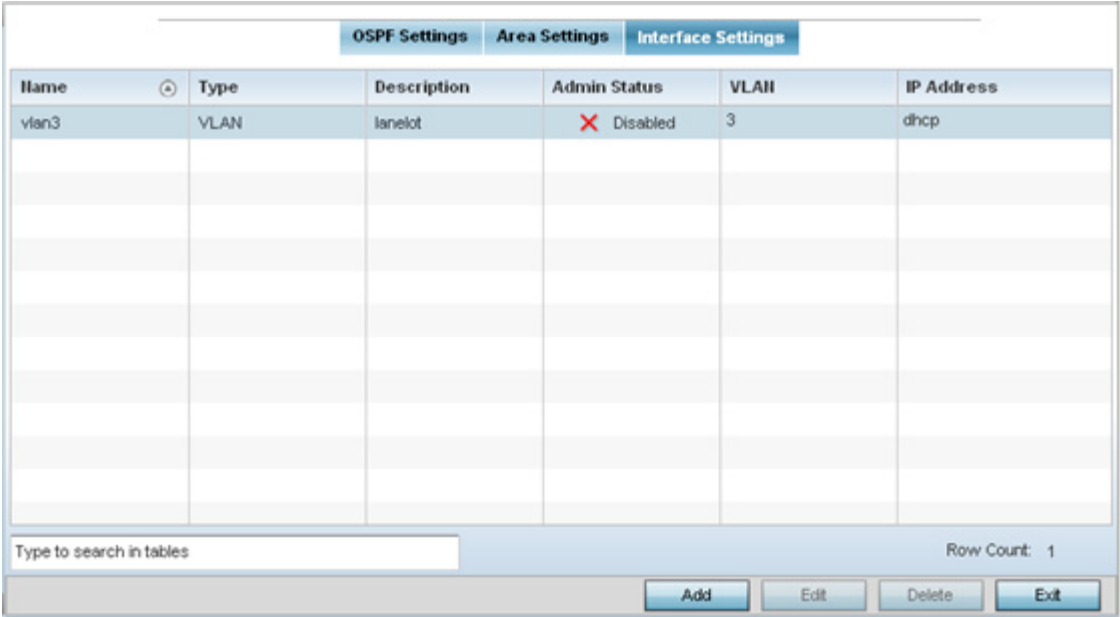 OSPF Settings Area Settings Interface Settings
Name Type Description Admin Status VLAN IP Address
vlan3 VLAN lanelot Disabled 3 dhcp
Type to search in tables Row Count: 1
Add Edit Delete Exit